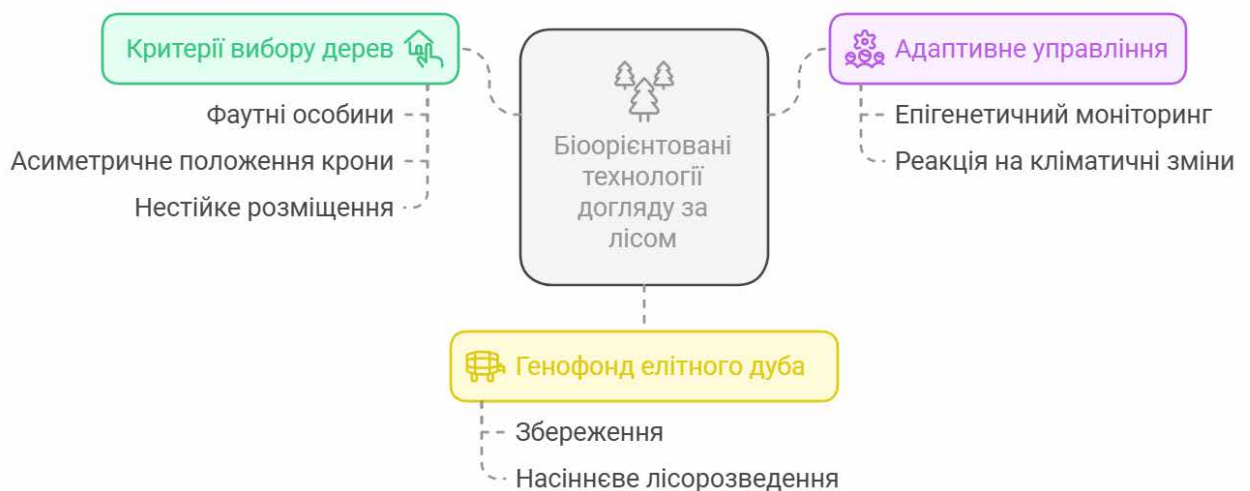 Критерії вибору дерев
Фаутні особини
Асиметричне положення крони
Нестійке розміщення
Біоорієнтовані
технології
догляду за
лісом
Адаптивне управління
Епігенетичний моніторинг
Реакція на кліматичні зміни
Генофонд елітного дуба
Збереження
Насіннєве лісорозведення